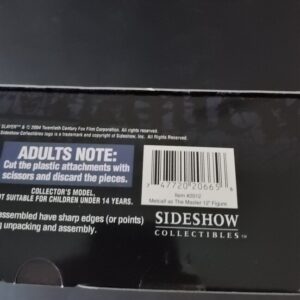 SLAYER™ & © 2004 Twentieth Century Fox Film Corporation. All Rights Reserved.
Sideshow Collectibles logo is a trademark and copyright of Sideshow, Inc. All Rights Reserved.
ADULTS NOTE:
Cut the plastic attachments with
scissors and discard the pieces.
COLLECTOR'S MODEL,
NOT SUITABLE FOR CHILDREN UNDER 14 YEARS.
assembled have sharp edges (or points)
unpacking and assembly.
47720 20665
Metcalf as The Master 12" Figure
SIDESHOW
COLLECTIBLES™